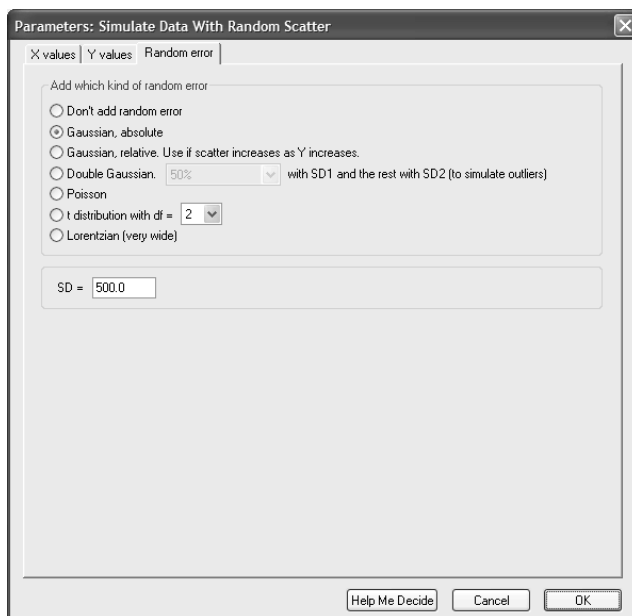 Parameters: Simulate Data With Random Scatter
X values Y values Random error
Add which kind of random error
Don't add random error
Gaussian, absolute
Gaussian, relative. Use if scatter increases as Y increases.
Double Gaussian. 50% with SD1 and the rest with SD2 (to simulate outliers)
Poisson
t distribution with df = 2
Lorentzian (very wide)
SD = 500.0
Help Me Decide Cancel OK